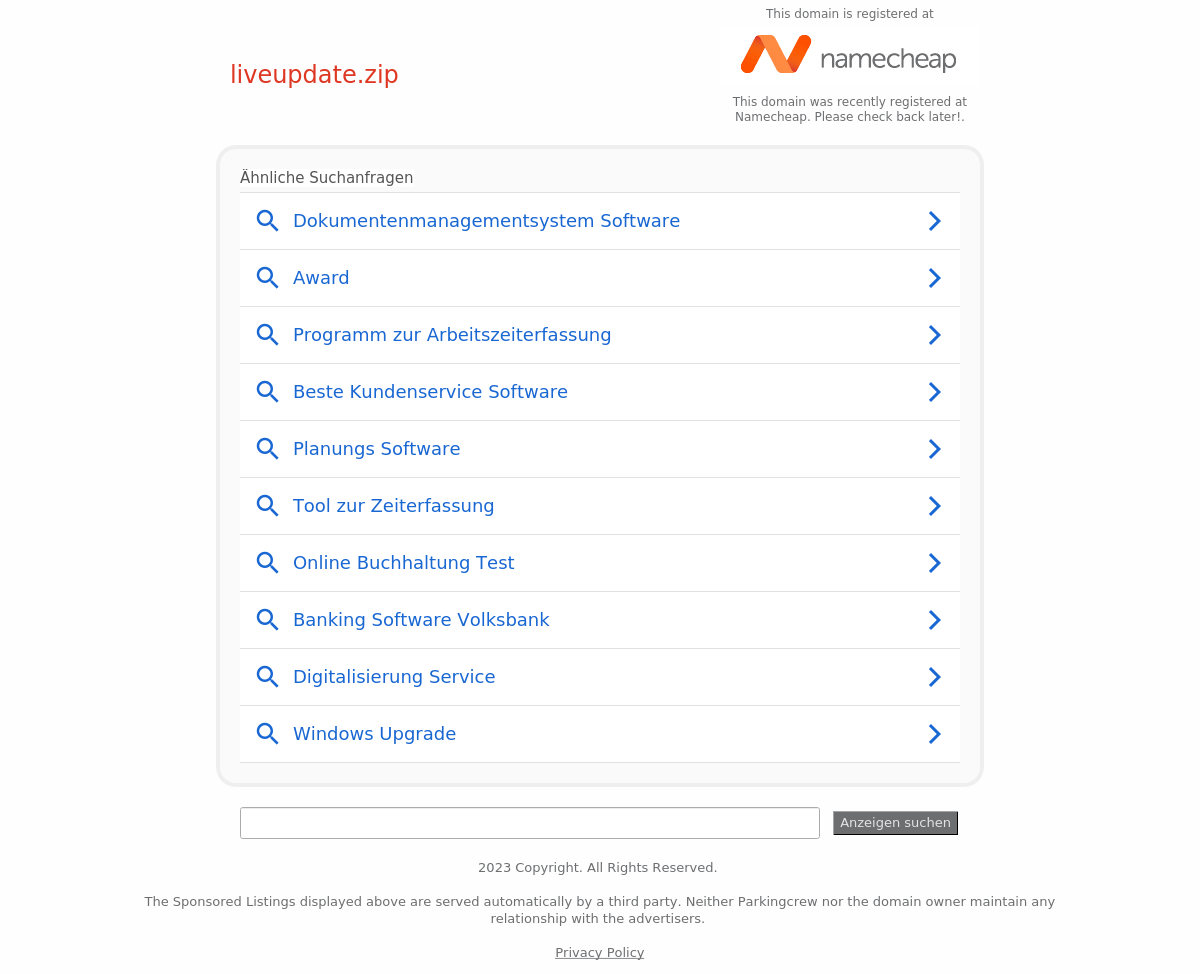 This domain is registered at
namecheap
liveupdate.zip
This domain was recently registered at
Namecheap. Please check back later!.
Ähnliche Suchanfragen
Dokumentenmanagementsystem Software
Award
Programm zur Arbeitszeiterfassung
Beste Kundenservice Software
Planungs Software
Tool zur Zeiterfassung
Online Buchhaltung Test
Banking Software Volksbank
Digitalisierung Service
Windows Upgrade
Anzeigen suchen
2023 Copyright. All Rights Reserved.
The Sponsored Listings displayed above are served automatically by a third party. Neither Parkingcrew nor the domain owner maintain any
relationship with the advertisers.
Privacy Policy